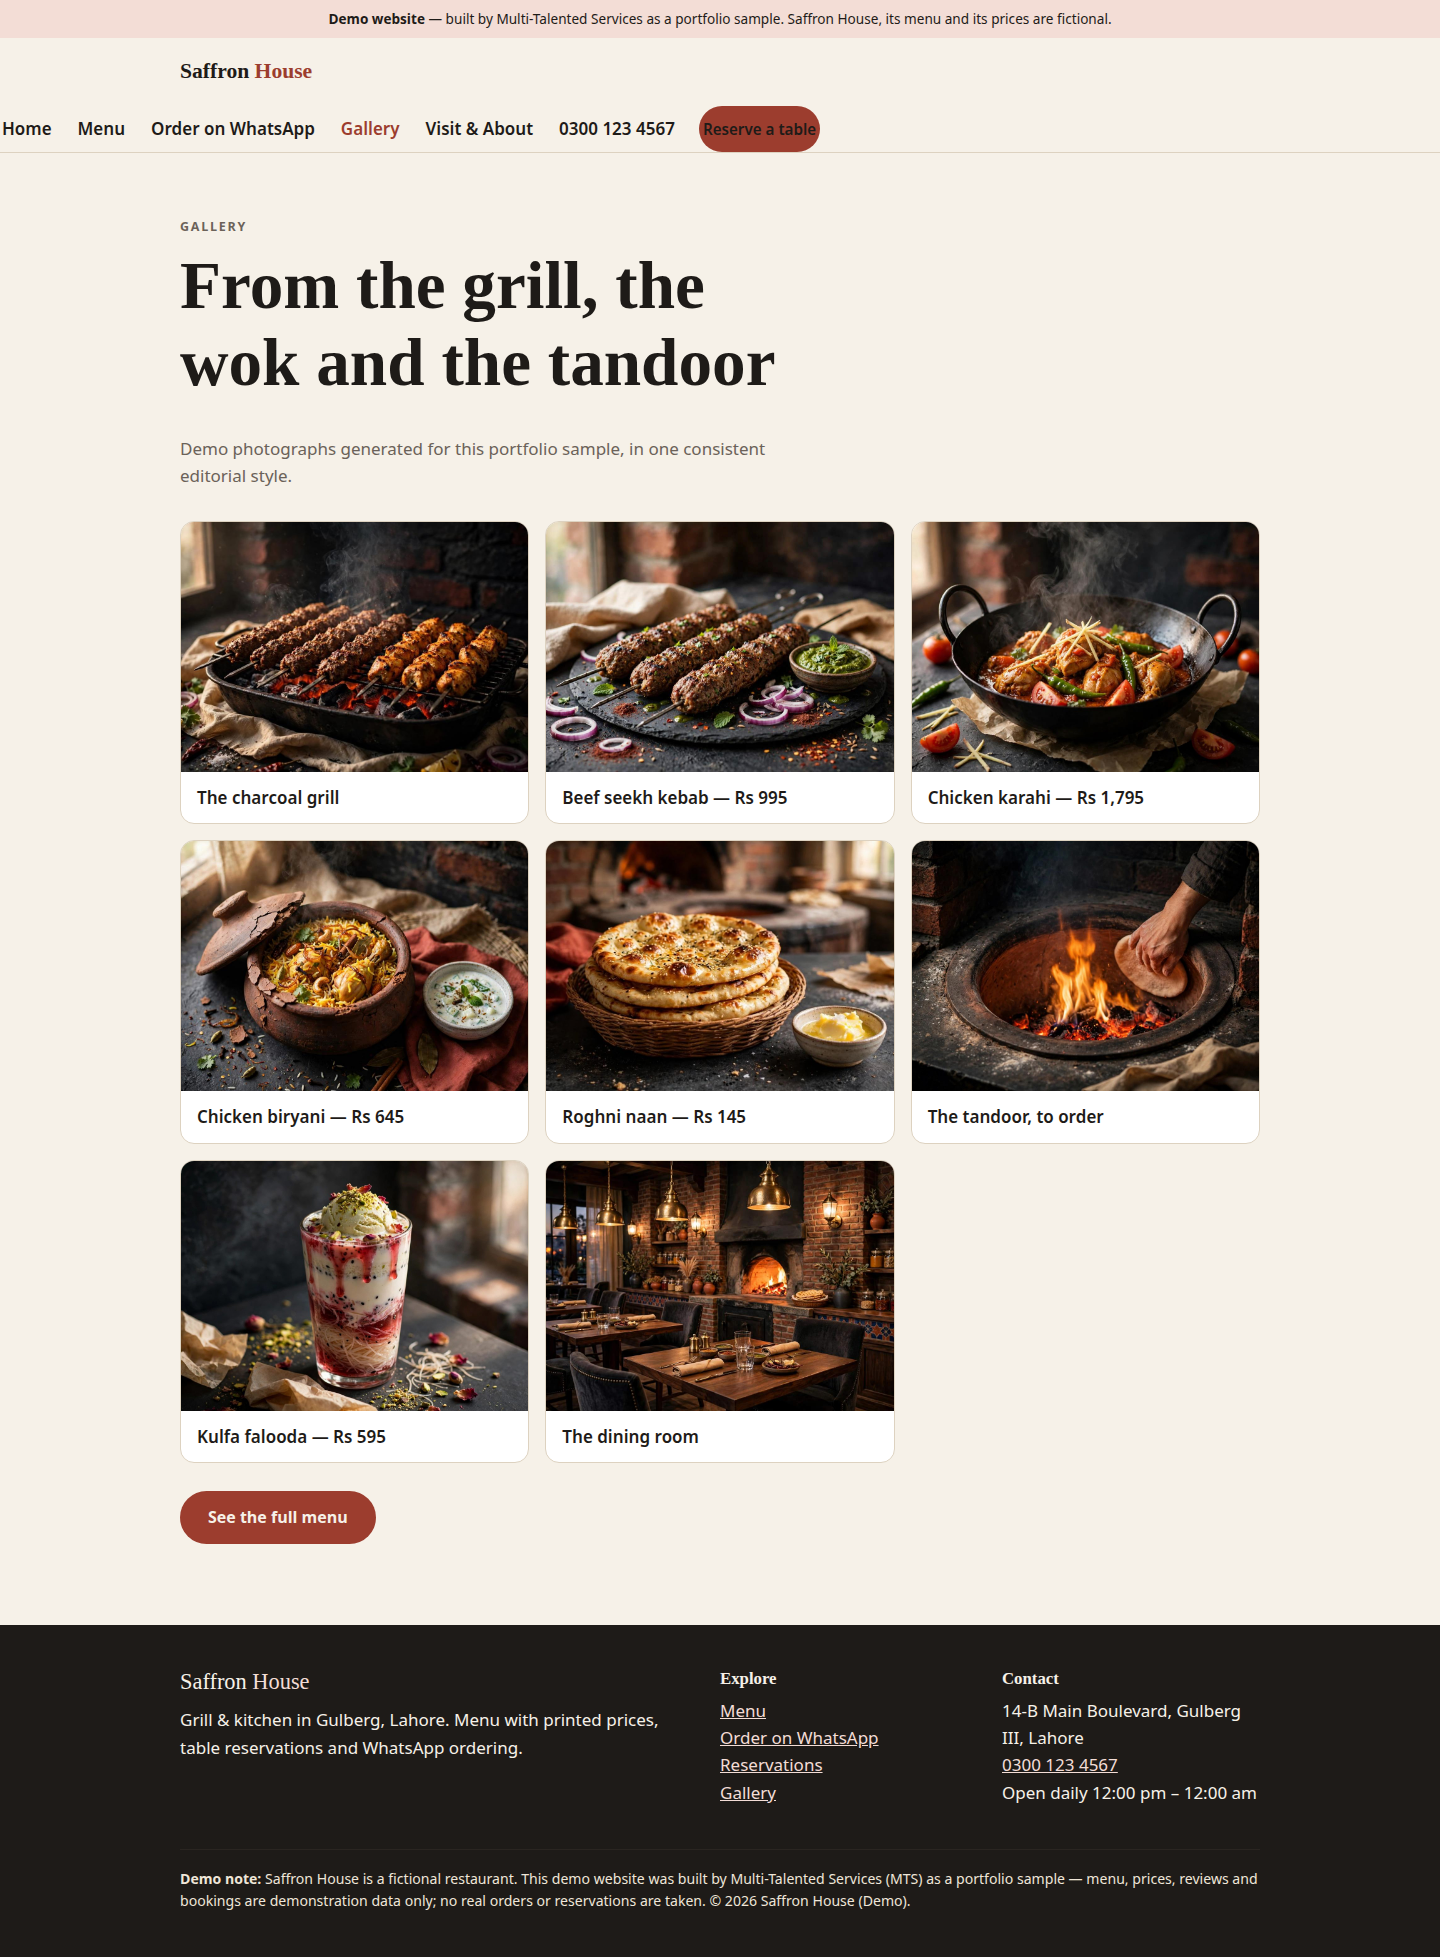 Demo website — built by Multi-Talented Services as a portfolio sample. Saffron House, its menu and its prices are fictional.
Saffron House
Home Menu Order on WhatsApp Gallery Visit & About 0300 123 4567 Reserve a table
GALLERY
From the grill, the
wok and the tandoor
Demo photographs generated for this portfolio sample, in one consistent
editorial style.
The charcoal grill
Beef seekh kebab — Rs 995
Chicken karahi — Rs 1,795
Chicken biryani — Rs 645
Roghni naan — Rs 145
The tandoor, to order
Kulfa falooda — Rs 595
The dining room
See the full menu
Saffron House
Grill & kitchen in Gulberg, Lahore. Menu with printed prices,
table reservations and WhatsApp ordering.
Explore
Menu
Order on WhatsApp
Reservations
Gallery
Contact
14-B Main Boulevard, Gulberg
III, Lahore
0300 123 4567
Open daily 12:00 pm – 12:00 am
Demo note: Saffron House is a fictional restaurant. This demo website was built by Multi-Talented Services (MTS) as a portfolio sample — menu, prices, reviews and
bookings are demonstration data only; no real orders or reservations are taken. © 2026 Saffron House (Demo).